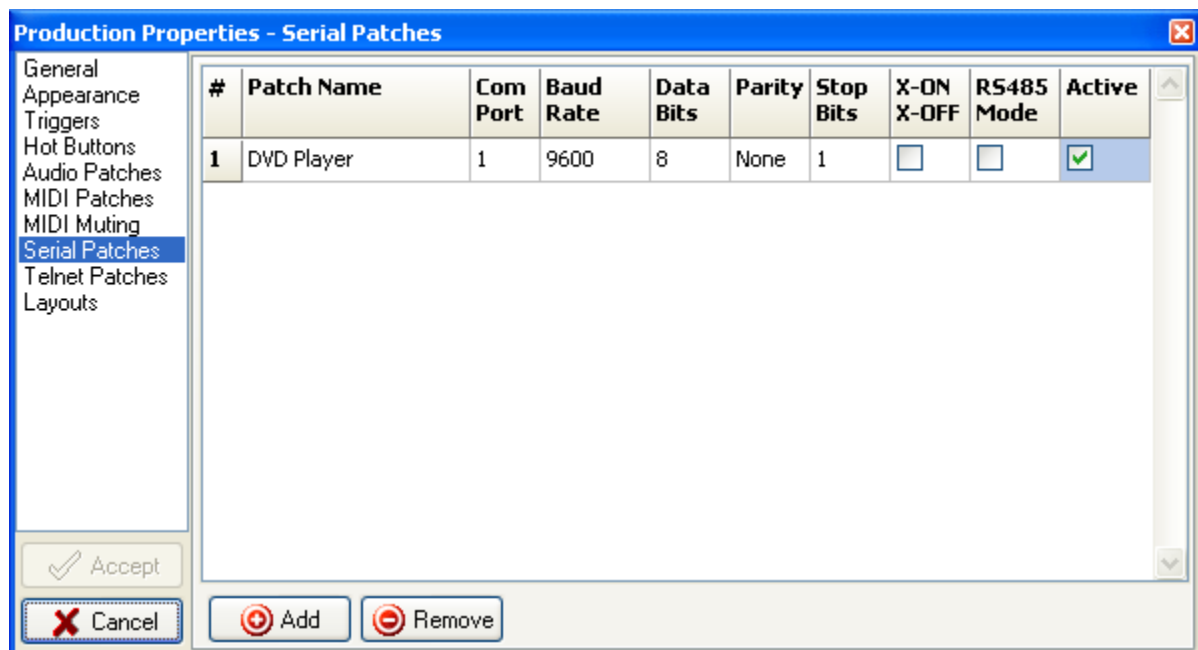 Production Properties - Serial Patches
General
Appearance
Triggers
Hot Buttons
Audio Patches
MIDI Patches
MIDI Muting
Serial Patches
Telnet Patches
Layouts
Accept
Cancel
# Patch Name Com Port Baud Rate Data Bits Parity Stop Bits X-ON X-OFF RS485 Mode Active
1 DVD Player 1 9600 8 None 1
Add Remove